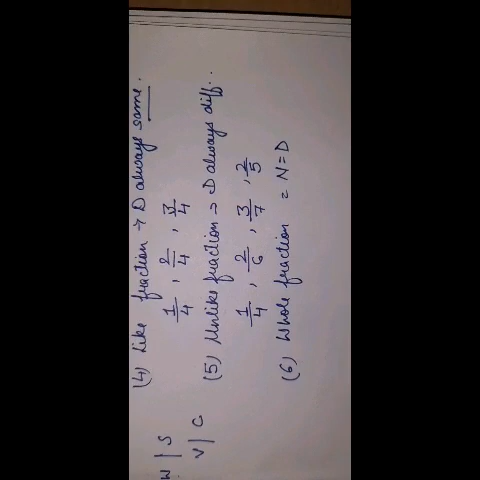 (4) Like fraction → D always same.
1/4, 2/4, 3/4
(5) Unlike fraction → D always diff...
1/4, 2/6, 3/7, 2/5
(6) Whole fraction = N=D
W | S
V | C